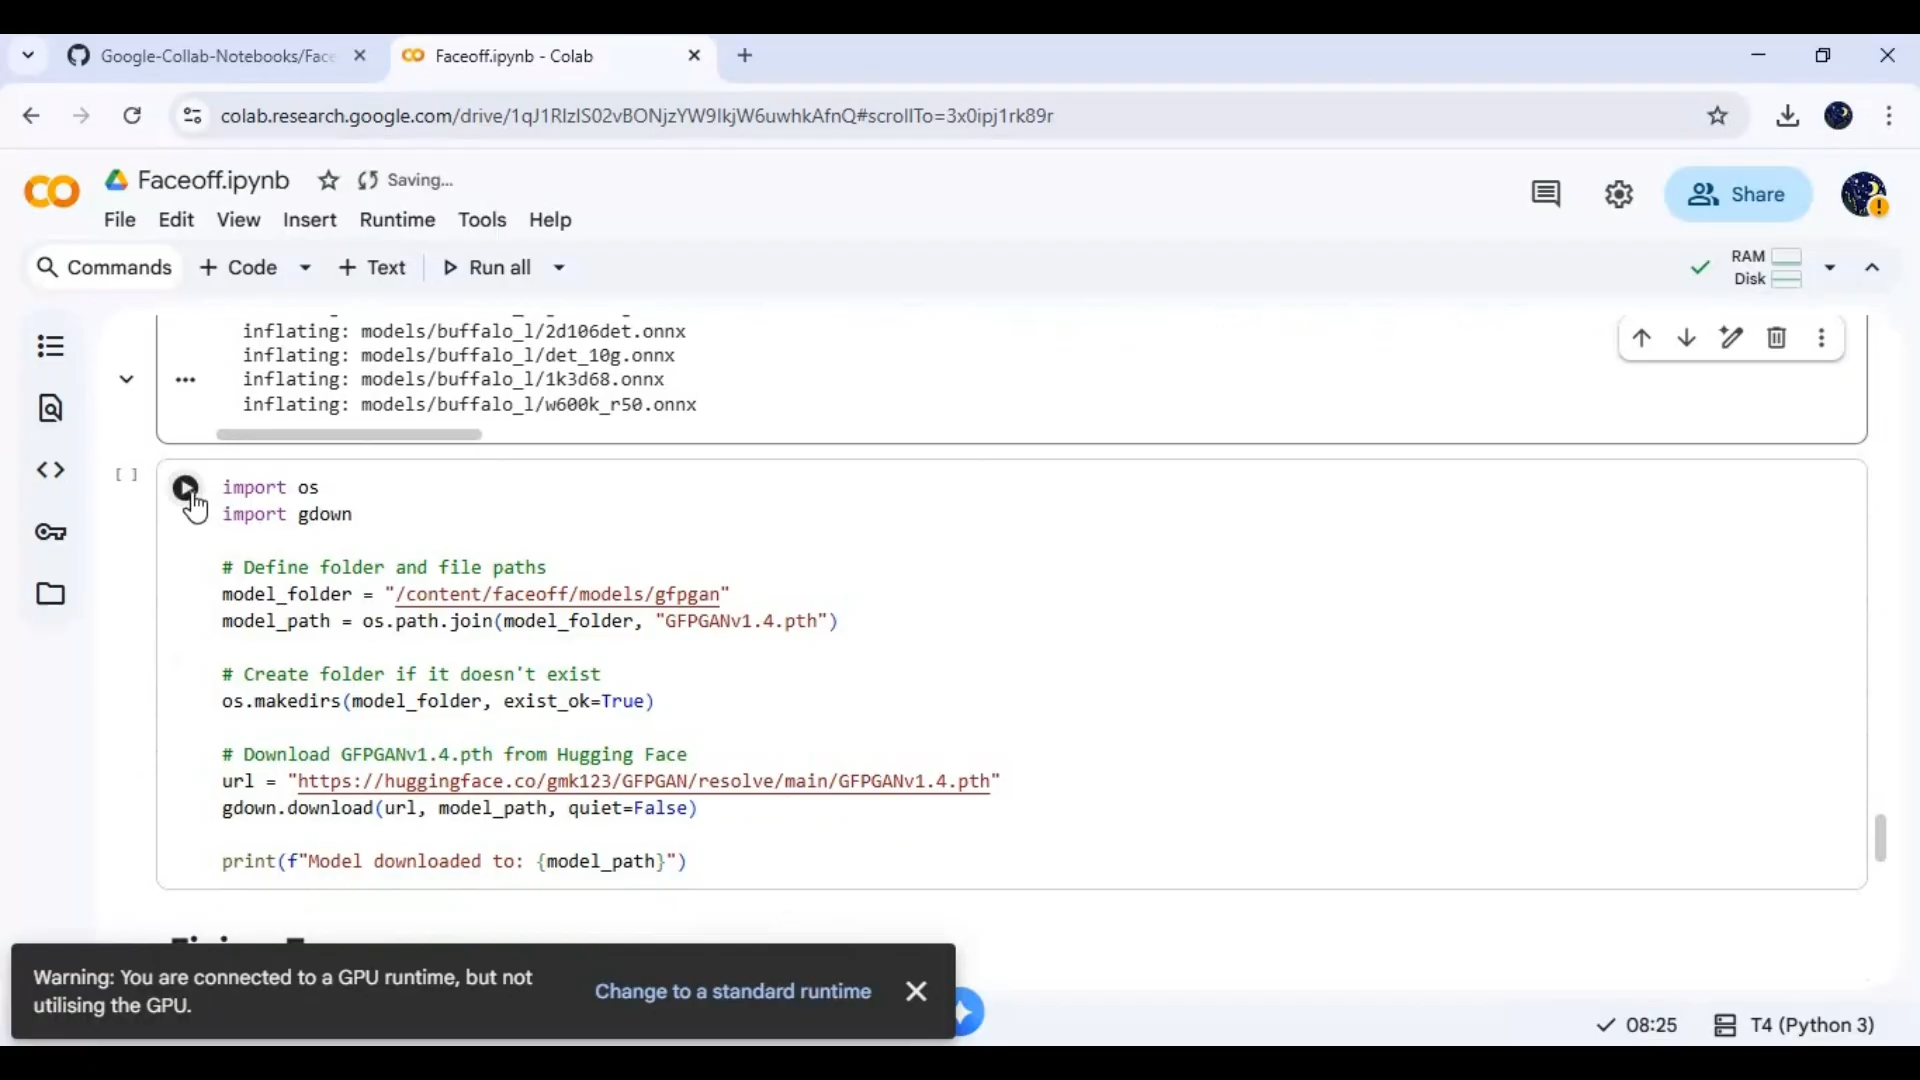 Google-Collab-Notebooks/Face
Faceoff.ipynb - Colab
colab.research.google.com/drive/1qJ1RlzIS02vBONjzYW9IkjW6uwhkAfnQ#scrollTo=3x0ipj1rk89r
Faceoff.ipynb
Saving...
Share
File Edit View Insert Runtime Tools Help
Commands + Code + Text Run all
RAM
Disk
inflating: models/buffalo_l/2d106det.onnx
inflating: models/buffalo_l/det_10g.onnx
inflating: models/buffalo_l/1k3d68.onnx
inflating: models/buffalo_l/w600k_r50.onnx
[ ]
import os
import gdown
# Define folder and file paths
model_folder = "/content/faceoff/models/gfpgan"
model_path = os.path.join(model_folder, "GFPGANv1.4.pth")
# Create folder if it doesn't exist
os.makedirs(model_folder, exist_ok=True)
# Download GFPGANv1.4.pth from Hugging Face
url = "https://huggingface.co/gmk123/GFPGAN/resolve/main/GFPGANv1.4.pth"
gdown.download(url, model_path, quiet=False)
print(f"Model downloaded to: {model_path}")
Warning: You are connected to a GPU runtime, but not
utilising the GPU.
Change to a standard runtime
08:25
T4 (Python 3)